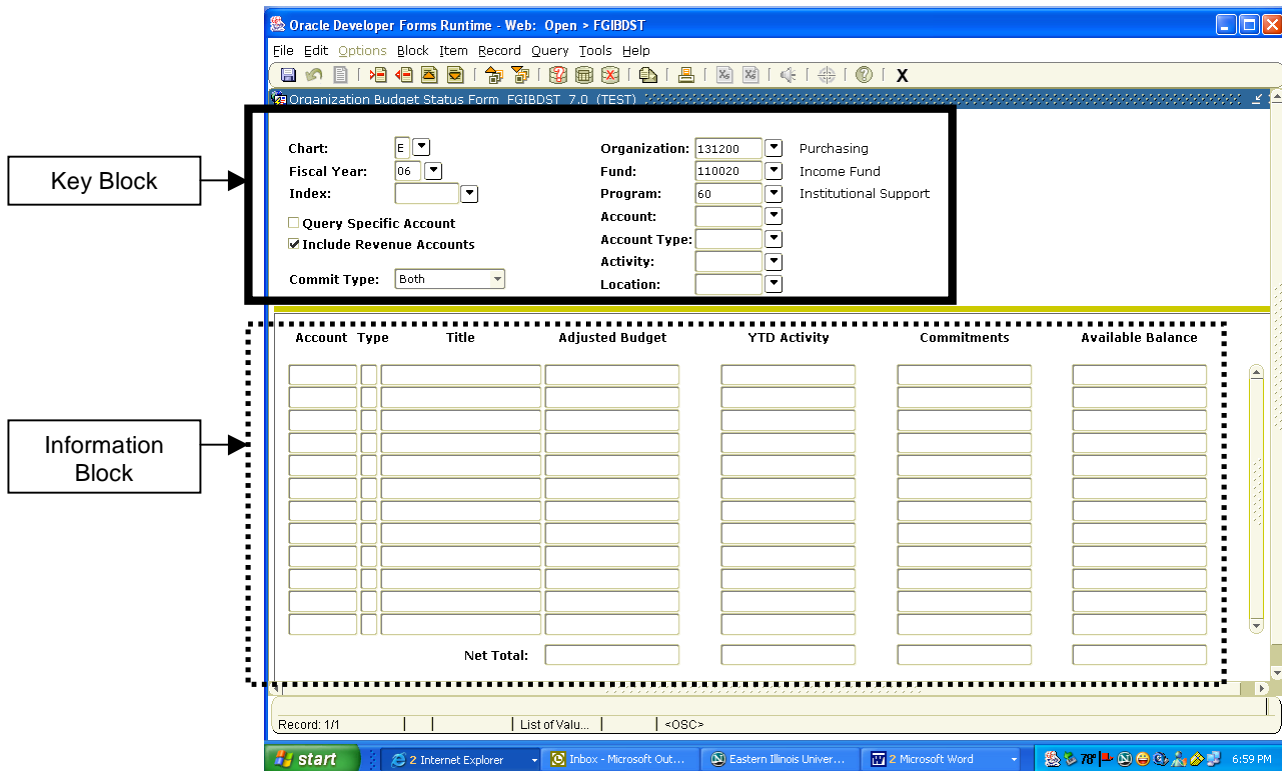 Oracle Developer Forms Runtime - Web: Open > FGIBDST
File Edit Options Block Item Record Query Tools Help
X
Organization Budget Status Form FGIBDST 7.0 (TEST)
Key Block
Chart: E Organization: 131200 Purchasing
Fiscal Year: 06 Fund: 110020 Income Fund
Index: Program: 60 Institutional Support
Query Specific Account Account:
Include Revenue Accounts Account Type:
Activity:
Commit Type: Both Location:
Account Type Title Adjusted Budget YTD Activity Commitments Available Balance
Information
Block
Net Total:
Record: 1/1 List of Valu... <OSC>
start 2 Internet Explorer Inbox - Microsoft Out... Eastern Illinois Univer... 2 Microsoft Word 78° 6:59 PM